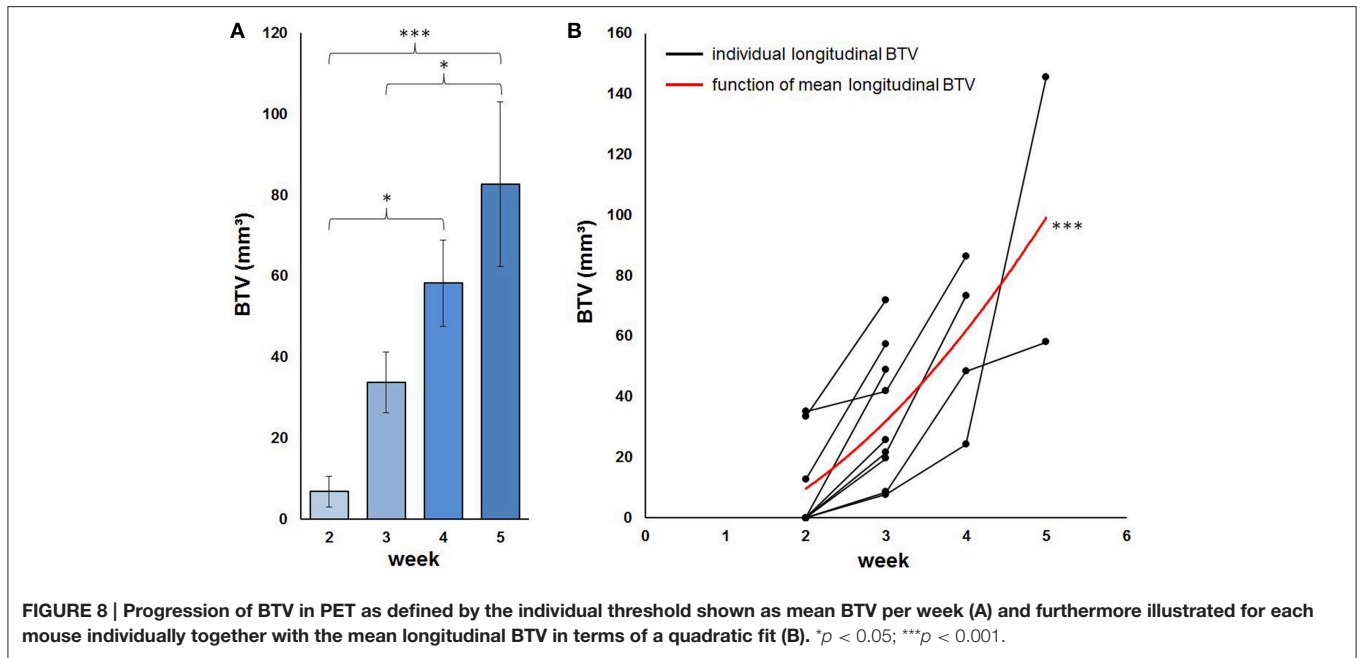 A
120
100
80
60
40
20
0
BTV (mm³)
***
*
*
2 3 4 5
week
B
160
140
120
100
80
60
40
20
0
BTV (mm³)
individual longitudinal BTV
function of mean longitudinal BTV
***
0 1 2 3 4 5 6
week
FIGURE 8 | Progression of BTV in PET as defined by the individual threshold shown as mean BTV per week (A) and furthermore illustrated for each
mouse individually together with the mean longitudinal BTV in terms of a quadratic fit (B). *p < 0.05; ***p < 0.001.